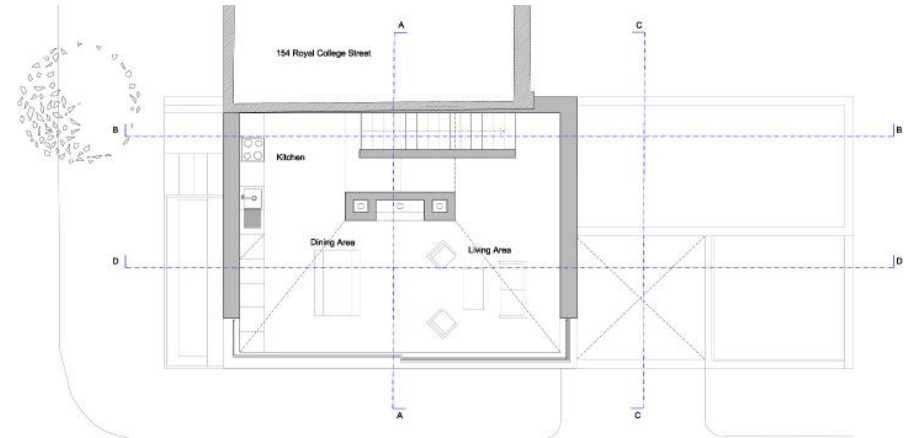 A
C
154 Royal College Street
B
B
Kitchen
Dining Area
Living Area
D
D
A
C